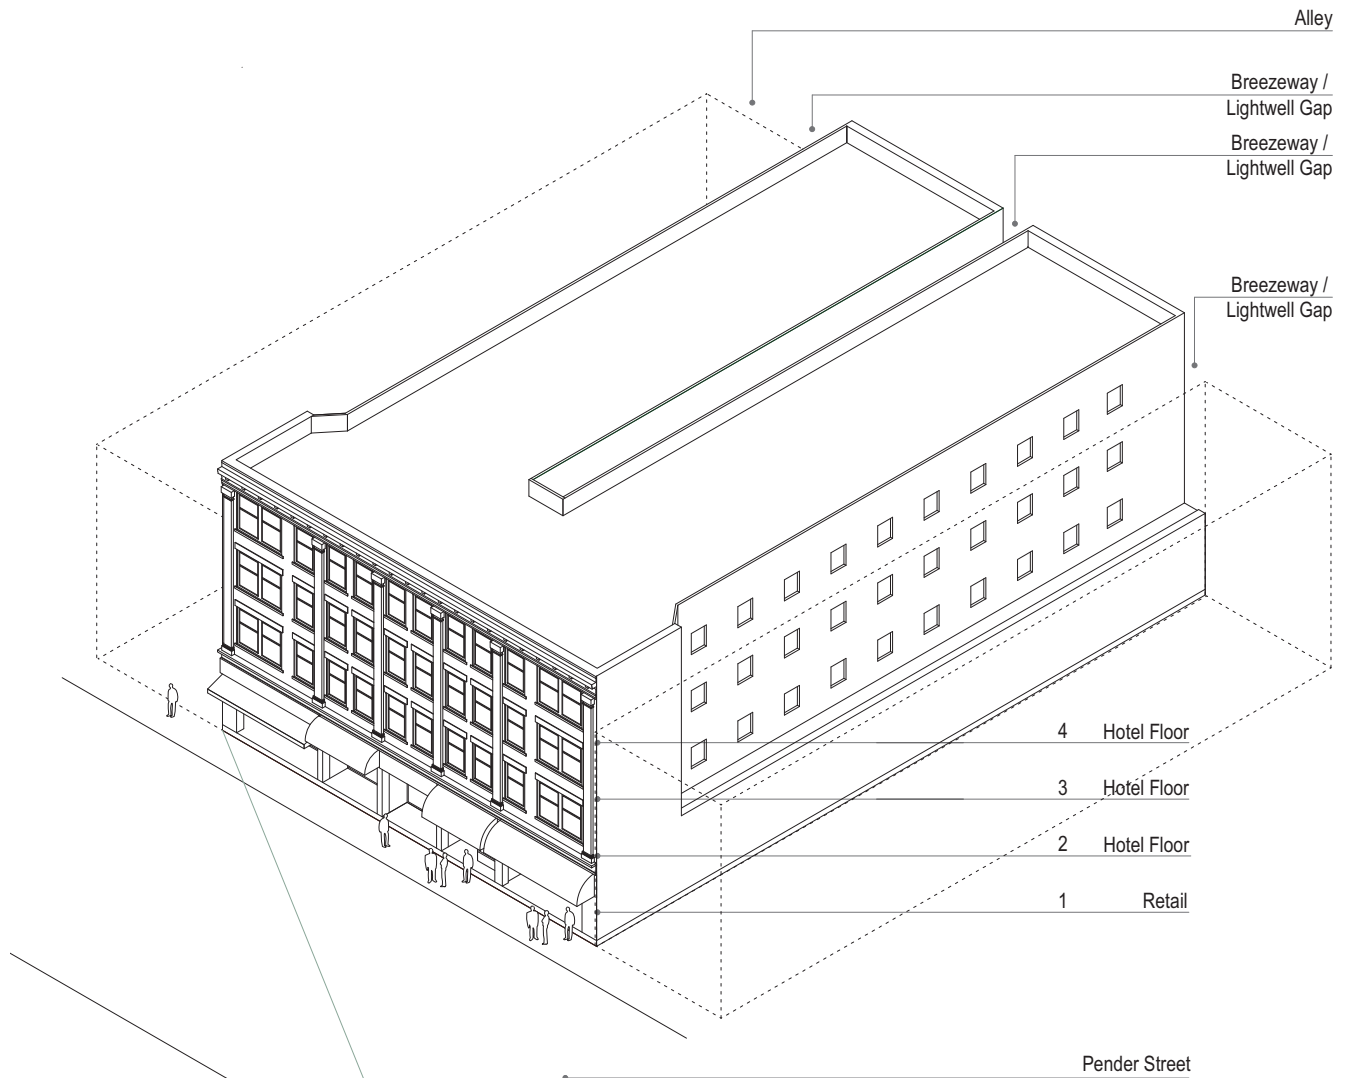 Alley
Breezeway /
Lightwell Gap
Breezeway /
Lightwell Gap
Breezeway /
Lightwell Gap
4 Hotel Floor
3 Hotel Floor
2 Hotel Floor
1 Retail
Pender Street